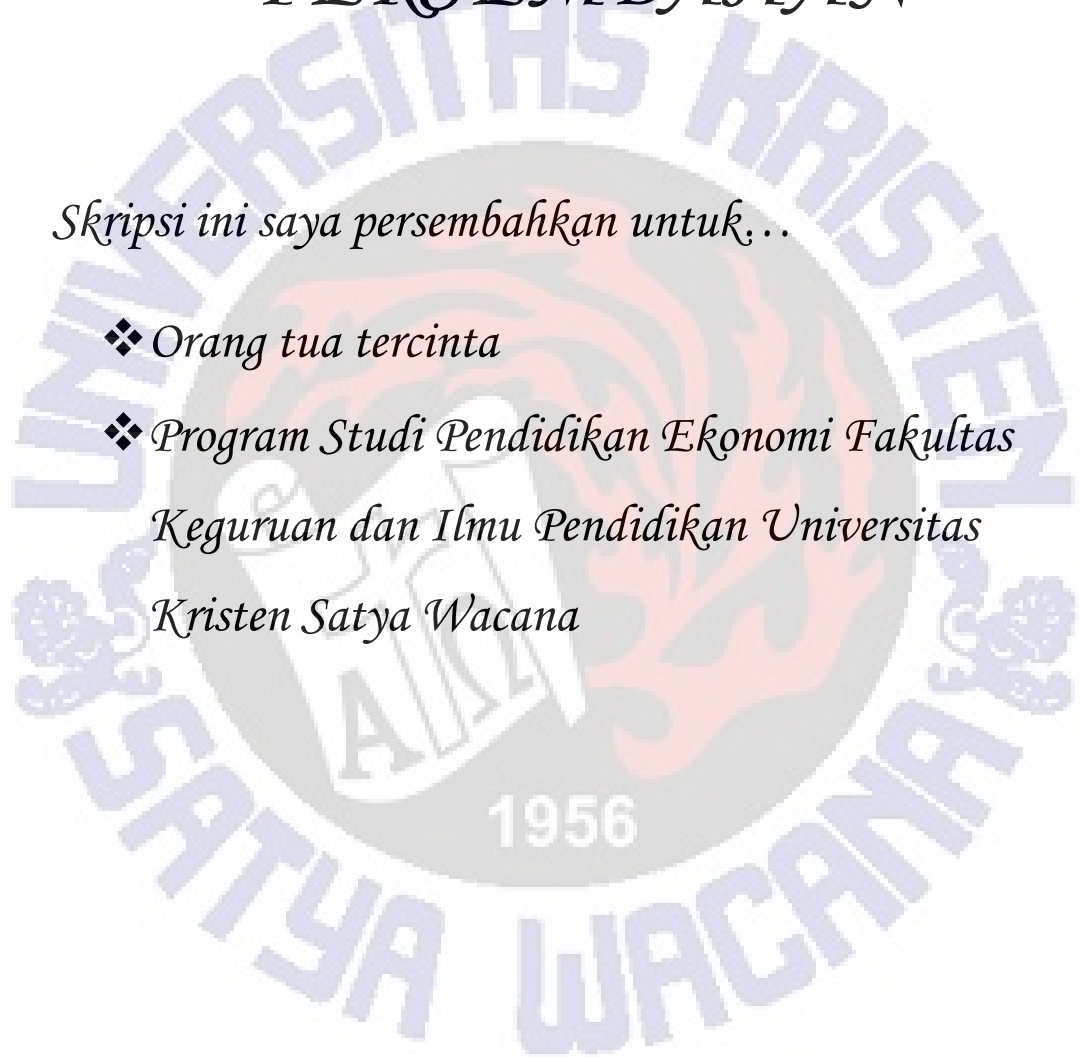 Skripsi ini saya persembahkan untuk…
❖ Orang tua tercinta
❖ Program Studi Pendidikan Ekonomi Fakultas
Keguruan dan Ilmu Pendidikan Universitas
Kristen Satya Wacana
UNIVERSITAS KRISTEN
SATYA WACANA
ΑΩ
1956